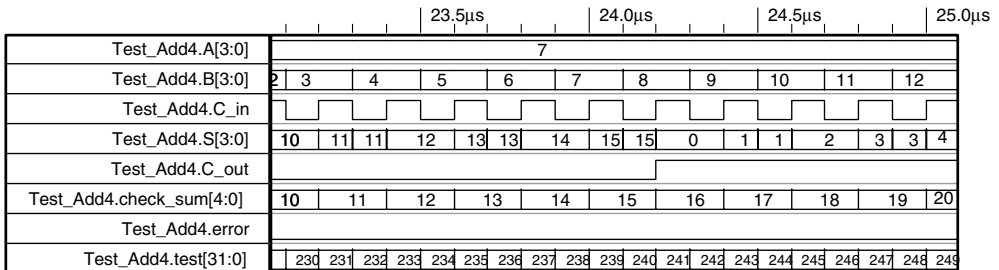 23.5µs 24.0µs 24.5µs 25.0µs
Test_Add4.A[3:0] 7
Test_Add4.B[3:0] 2 3 4 5 6 7 8 9 10 11 12
Test_Add4.C_in
Test_Add4.S[3:0] 10 11 11 12 13 13 14 15 15 0 1 1 2 3 3 4
Test_Add4.C_out
Test_Add4.check_sum[4:0] 10 11 12 13 14 15 16 17 18 19 20
Test_Add4.error
Test_Add4.test[31:0] 230 231 232 233 234 235 236 237 238 239 240 241 242 243 244 245 246 247 248 249